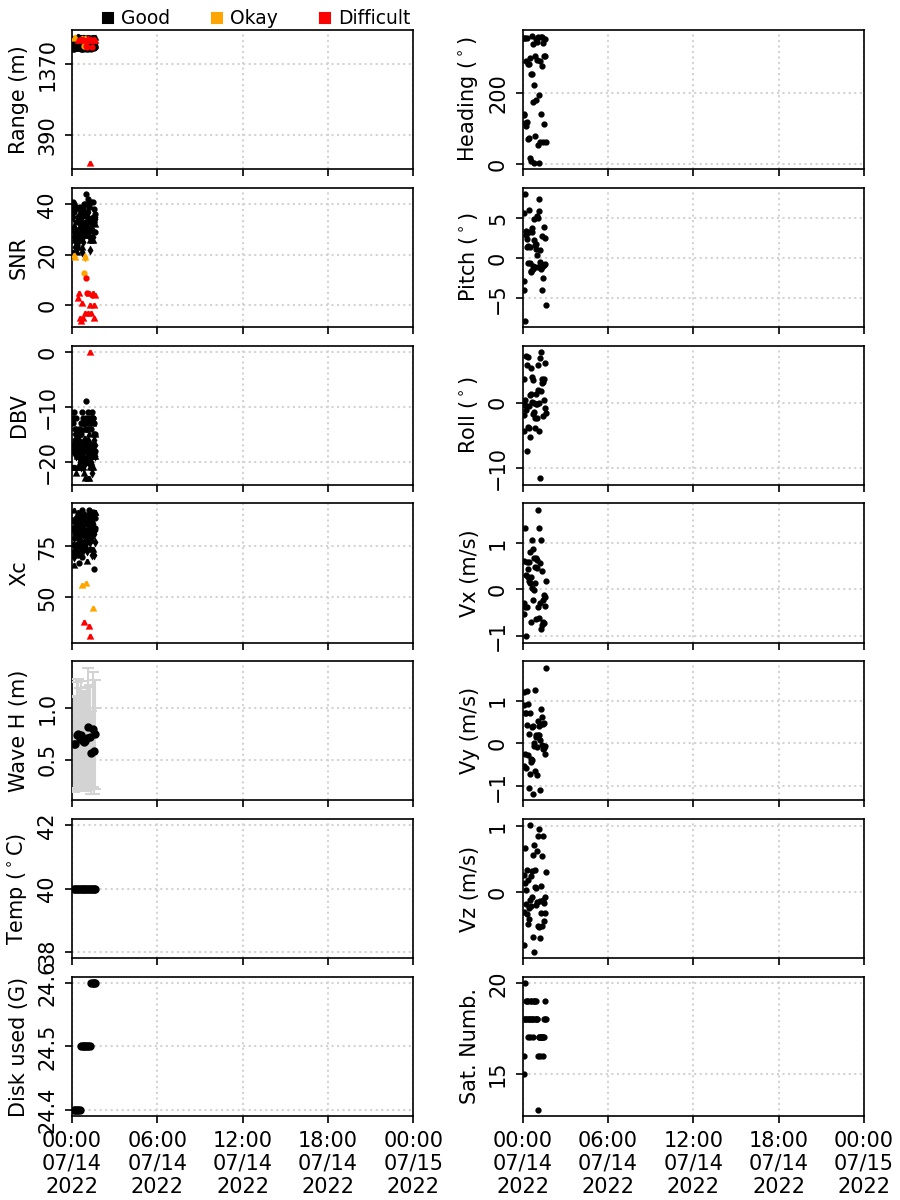 Good Okay Difficult
Range (m)
1370
390
Heading (°)
200
0
SNR
40
20
0
Pitch (°)
5
0
−5
DBV
0
−10
−20
Roll (°)
0
−10
Xc
75
50
Vx (m/s)
1
0
−1
Wave H (m)
1.0
0.5
Vy (m/s)
1
0
−1
Temp (°C)
42
40
38
Vz (m/s)
1
0
Disk used (G)
24.6
24.5
24.4
Sat. Numb.
20
15
00:00 06:00 12:00 18:00 00:00
07/14 07/14 07/14 07/14 07/15
2022 2022 2022 2022 2022
00:00 06:00 12:00 18:00 00:00
07/14 07/14 07/14 07/14 07/15
2022 2022 2022 2022 2022